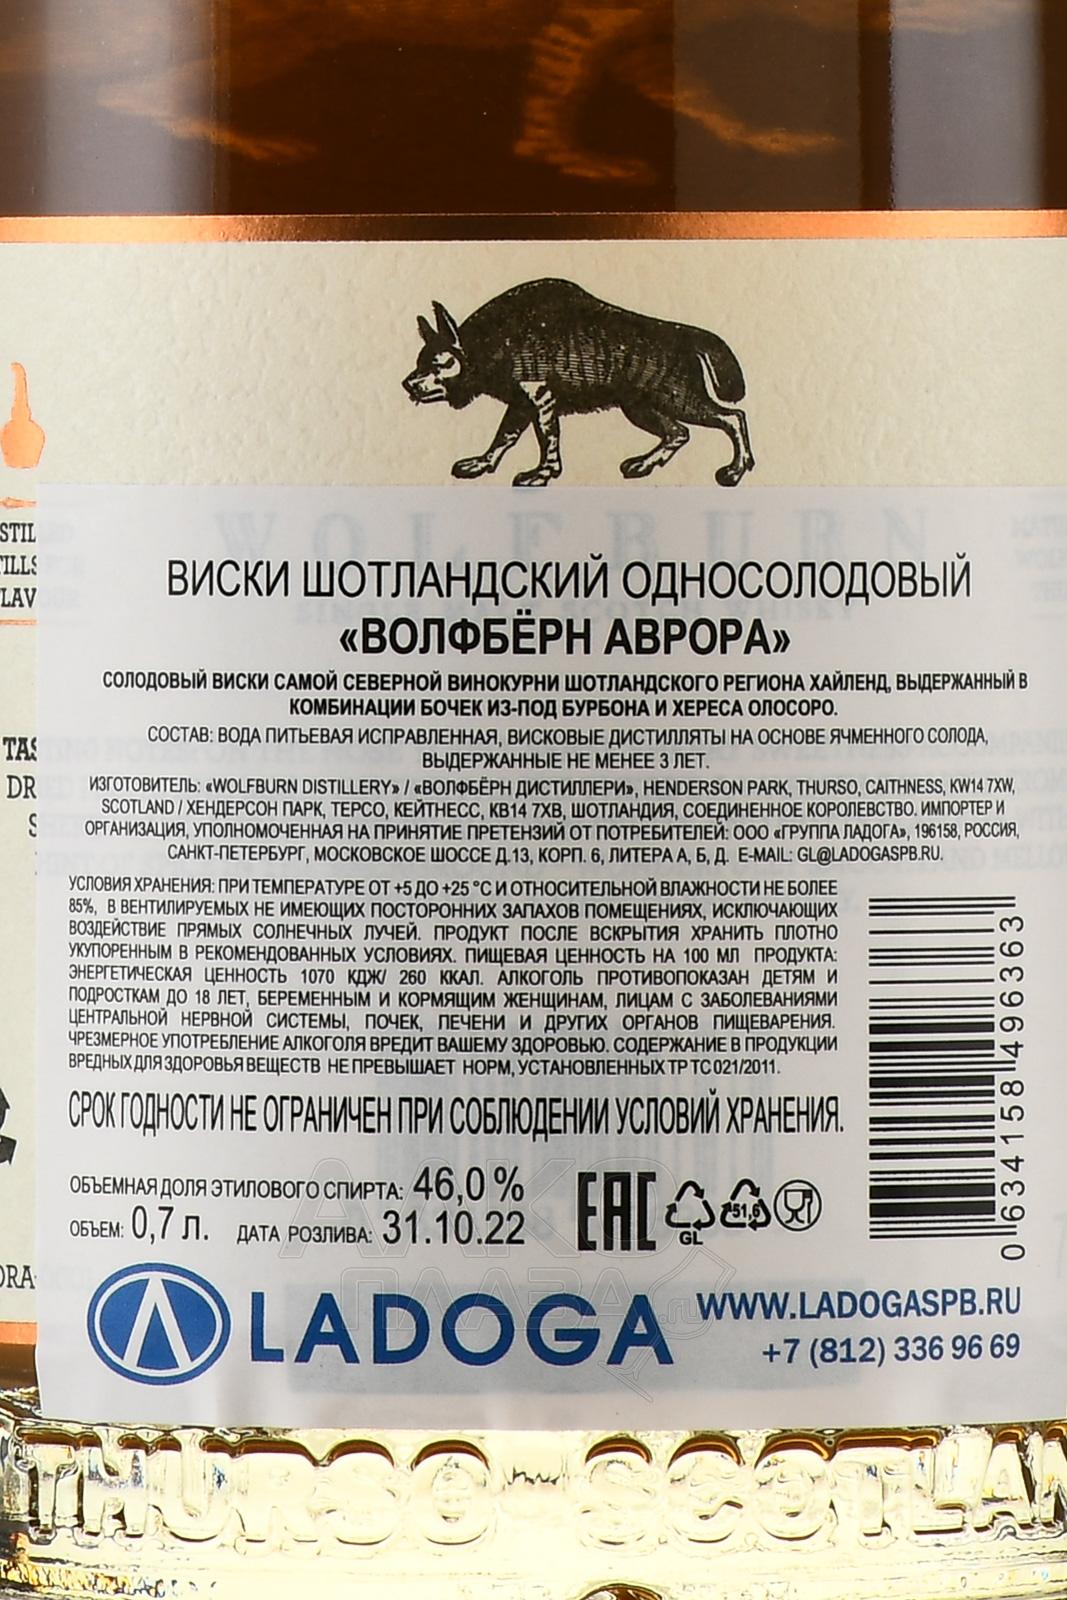 WOLFBURN
SINGLE MALT SCOTCH WHISKY
ВИСКИ ШОТЛАНДСКИЙ ОДНОСОЛОДОВЫЙ
«ВОЛФБЁРН АВРОРА»
СОЛОДОВЫЙ ВИСКИ САМОЙ СЕВЕРНОЙ ВИНОКУРНИ ШОТЛАНДСКОГО РЕГИОНА ХАЙЛЕНД, ВЫДЕРЖАННЫЙ В
КОМБИНАЦИИ БОЧЕК ИЗ-ПОД БУРБОНА И ХЕРЕСА ОЛОСОРО.
СОСТАВ: ВОДА ПИТЬЕВАЯ ИСПРАВЛЕННАЯ, ВИСКОВЫЕ ДИСТИЛЛЯТЫ НА ОСНОВЕ ЯЧМЕННОГО СОЛОДА,
ВЫДЕРЖАННЫЕ НЕ МЕНЕЕ 3 ЛЕТ.
ИЗГОТОВИТЕЛЬ: «WOLFBURN DISTILLERY» / «ВОЛФБЁРН ДИСТИЛЛЕРИ», HENDERSON PARK, THURSO, CAITHNESS, KW14 7XW,
SCOTLAND / ХЕНДЕРСОН ПАРК, ТЕРСО, КЕЙТНЕСС, КВ14 7ХВ, ШОТЛАНДИЯ, СОЕДИНЕННОЕ КОРОЛЕВСТВО. ИМПОРТЕР И
ОРГАНИЗАЦИЯ, УПОЛНОМОЧЕННАЯ НА ПРИНЯТИЕ ПРЕТЕНЗИЙ ОТ ПОТРЕБИТЕЛЕЙ: ООО «ГРУППА ЛАДОГА», 196158, РОССИЯ,
САНКТ-ПЕТЕРБУРГ, МОСКОВСКОЕ ШОССЕ Д.13, КОРП. 6, ЛИТЕРА А, Б, Д. E-MAIL: GL@LADOGASPB.RU.
УСЛОВИЯ ХРАНЕНИЯ: ПРИ ТЕМПЕРАТУРЕ ОТ +5 ДО +25 °С И ОТНОСИТЕЛЬНОЙ ВЛАЖНОСТИ НЕ БОЛЕЕ
85%, В ВЕНТИЛИРУЕМЫХ НЕ ИМЕЮЩИХ ПОСТОРОННИХ ЗАПАХОВ ПОМЕЩЕНИЯХ, ИСКЛЮЧАЮЩИХ
ВОЗДЕЙСТВИЕ ПРЯМЫХ СОЛНЕЧНЫХ ЛУЧЕЙ. ПРОДУКТ ПОСЛЕ ВСКРЫТИЯ ХРАНИТЬ ПЛОТНО
УКУПОРЕННЫМ В РЕКОМЕНДОВАННЫХ УСЛОВИЯХ. ПИЩЕВАЯ ЦЕННОСТЬ НА 100 МЛ ПРОДУКТА:
ЭНЕРГЕТИЧЕСКАЯ ЦЕННОСТЬ 1070 КДЖ/ 260 ККАЛ. АЛКОГОЛЬ ПРОТИВОПОКАЗАН ДЕТЯМ И
ПОДРОСТКАМ ДО 18 ЛЕТ, БЕРЕМЕННЫМ И КОРМЯЩИМ ЖЕНЩИНАМ, ЛИЦАМ С ЗАБОЛЕВАНИЯМИ
ЦЕНТРАЛЬНОЙ НЕРВНОЙ СИСТЕМЫ, ПОЧЕК, ПЕЧЕНИ И ДРУГИХ ОРГАНОВ ПИЩЕВАРЕНИЯ.
ЧРЕЗМЕРНОЕ УПОТРЕБЛЕНИЕ АЛКОГОЛЯ ВРЕДИТ ВАШЕМУ ЗДОРОВЬЮ. СОДЕРЖАНИЕ В ПРОДУКЦИИ
ВРЕДНЫХ ДЛЯ ЗДОРОВЬЯ ВЕЩЕСТВ НЕ ПРЕВЫШАЕТ НОРМ, УСТАНОВЛЕННЫХ ТР ТС 021/2011.
СРОК ГОДНОСТИ НЕ ОГРАНИЧЕН ПРИ СОБЛЮДЕНИИ УСЛОВИЙ ХРАНЕНИЯ.
0 634158 496363
ОБЪЕМНАЯ ДОЛЯ ЭТИЛОВОГО СПИРТА: 46,0 %
ОБЪЕМ: 0,7 Л. ДАТА РОЗЛИВА: 31.10.22
EAC
GL
51,6
АЛКО
ПЛАЗА.ru
LADOGA
WWW.LADOGASPB.RU
+7 (812) 336 96 69
THURSO SCOTLAN